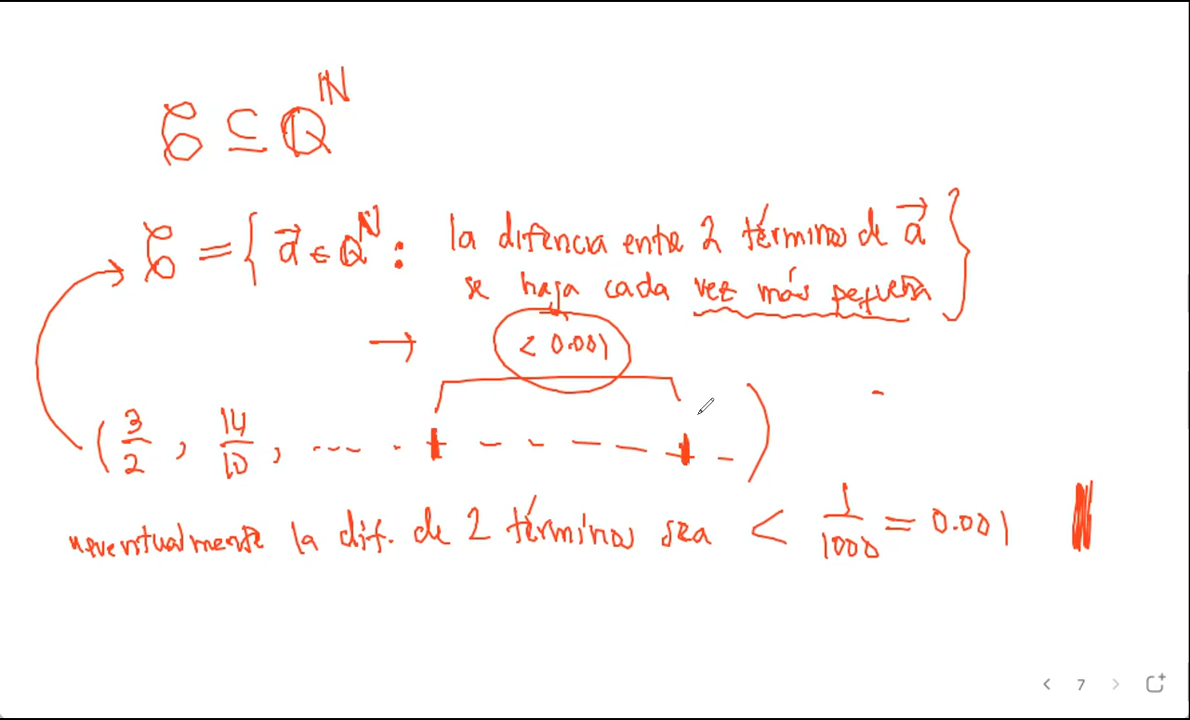 𝒞 ⊆ ℚ^ℕ
𝒞 = { a⃗ ∈ ℚ^ℕ : la difencia entre 2 términos de a⃗
se haga cada vez más pequeña }
→ < 0.001
( 3/2 , 14/10 , ..... + - - - - + - )
"eventualmente la dif. de 2 términos sea < 1/1000 = 0.001
< 7 >